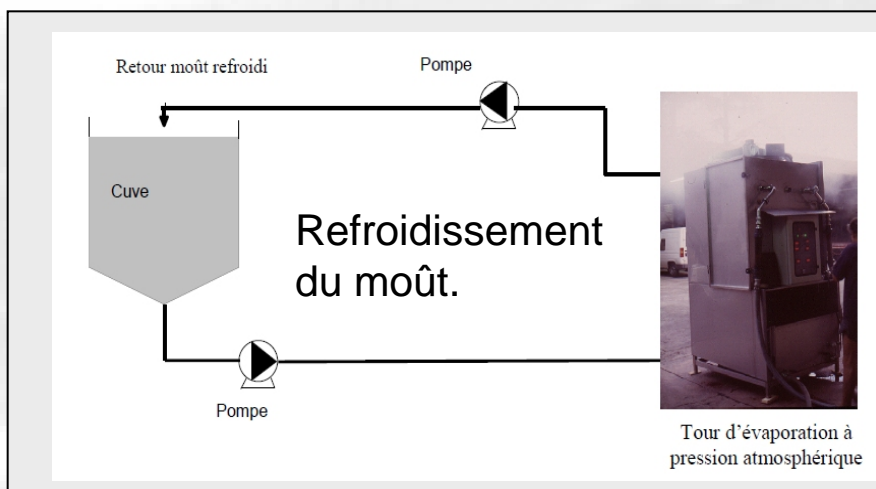 Retour moût refroidi
Pompe
Cuve
Refroidissement
du moût.
Pompe
Tour d'évaporation à
pression atmosphérique